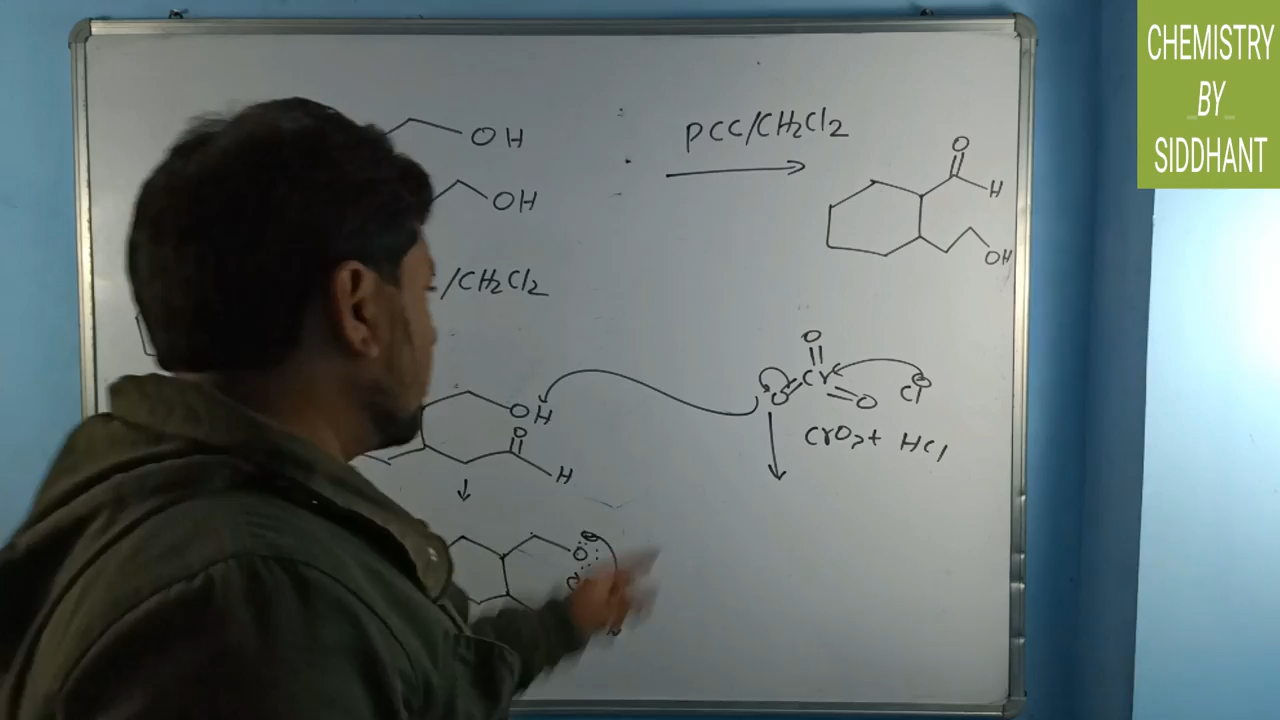 CHEMISTRY
BY
SIDDHANT
OH
PCC/CH2Cl2
O
H
OH
OH
/CH2Cl2
O
O Cr O Cl
CrO3+ HCl
OH
O
H
O